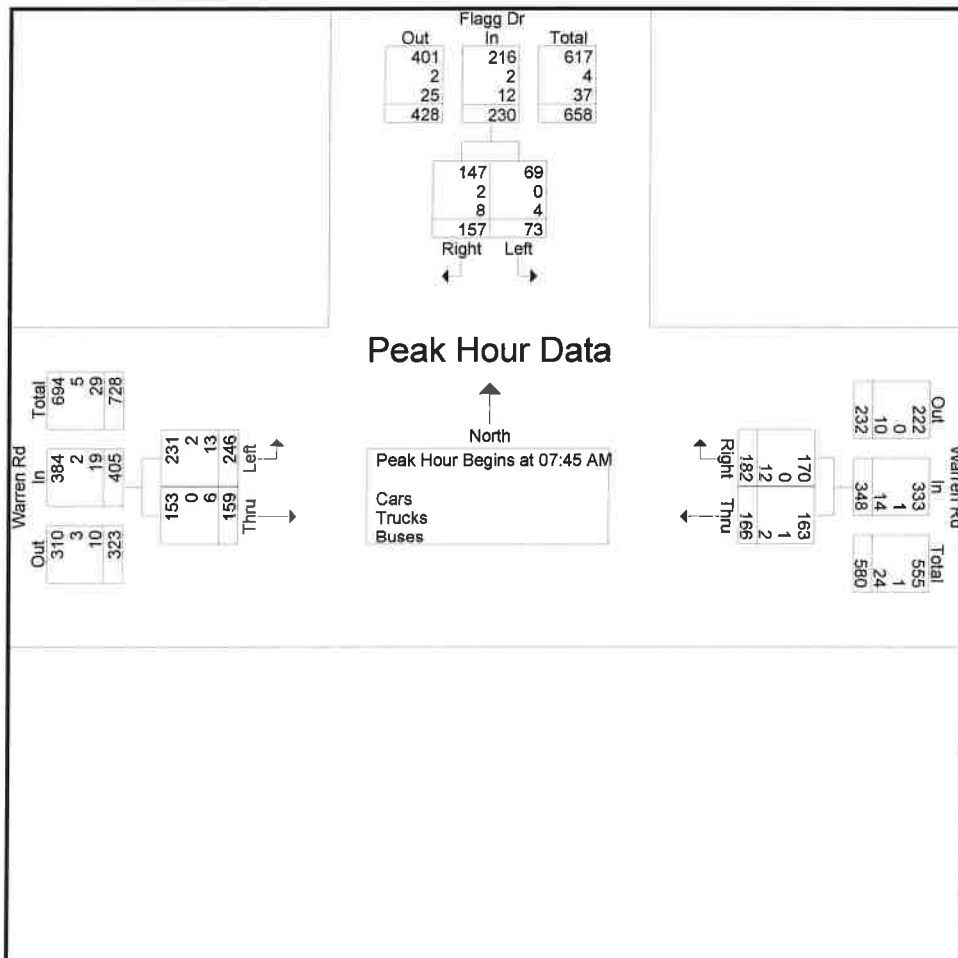 Flagg Dr
Out In Total
401 216 617
2 2 4
25 12 37
428 230 658
147 69
2 0
8 4
157 73
Right Left
Peak Hour Data
North
Peak Hour Begins at 07:45 AM
Cars
Trucks
Buses
Warren Rd
Out In Total
310 384 694
3 2 5
10 19 29
323 405 728
Thru Left
153 231
0 2
6 13
159 246
Warren Rd
Out In Total
222 333 555
0 1 1
10 14 24
232 348 580
Right Thru
170 163
0 1
12 2
182 166